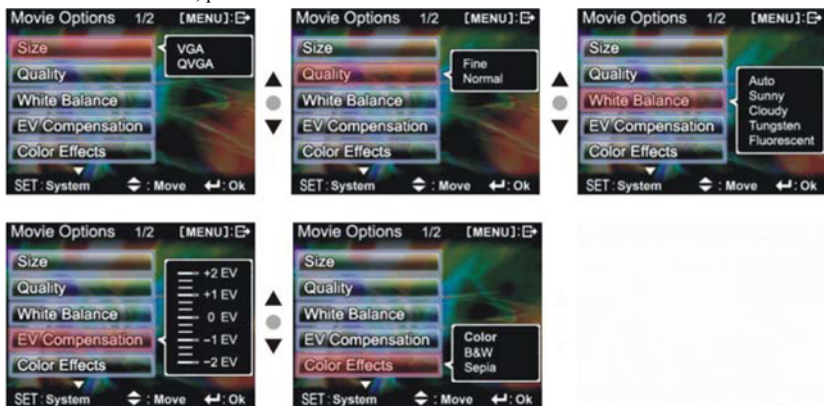 Movie Options 1/2 [MENU]:
Size
VGA
QVGA
Quality
White Balance
EV Compensation
Color Effects
SET:System : Move : Ok
Movie Options 1/2 [MENU]:
Size
Quality
Fine
Normal
White Balance
EV Compensation
Color Effects
SET:System : Move : Ok
Movie Options 1/2 [MENU]:
Size
Quality
White Balance
Auto
Sunny
Cloudy
Tungsten
Fluorescent
EV Compensation
Color Effects
SET:System : Move : Ok
Movie Options 1/2 [MENU]:
Size
Quality
White Balance
EV Compensation
+2 EV
+1 EV
0 EV
−1 EV
−2 EV
Color Effects
SET:System : Move : Ok
Movie Options 1/2 [MENU]:
Size
Quality
White Balance
EV Compensation
Color Effects
Color
B&W
Sepia
SET:System : Move : Ok